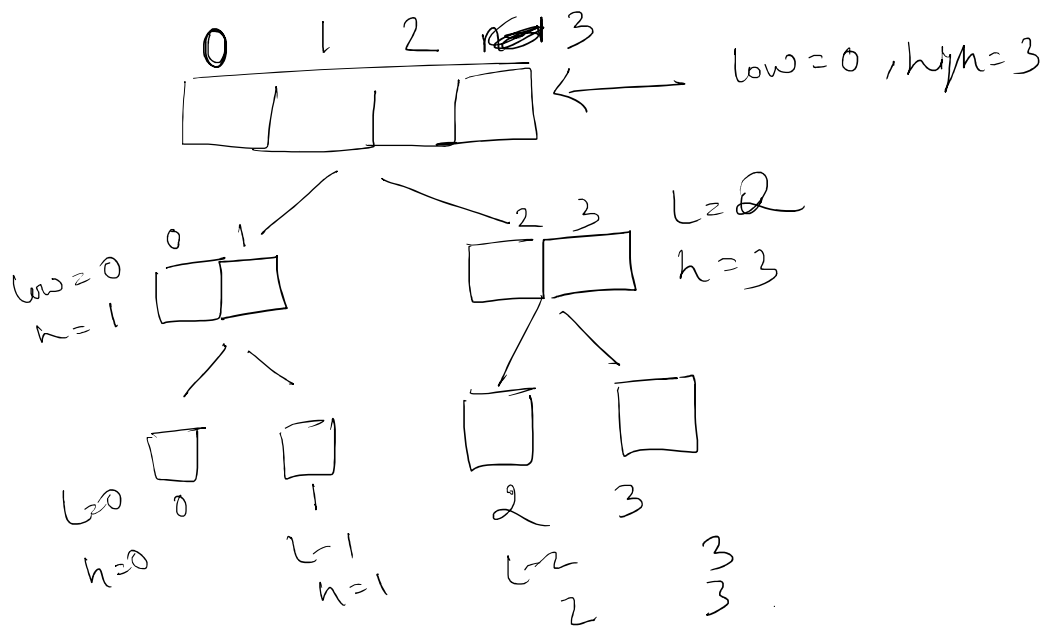 0 1 2 3
low = 0, high = 3
0 1
low = 0
h = 1
2 3
L = 2
h = 3
0
L=0
h=0
1
L-1
h=1
2
L-2
2
3
3
3